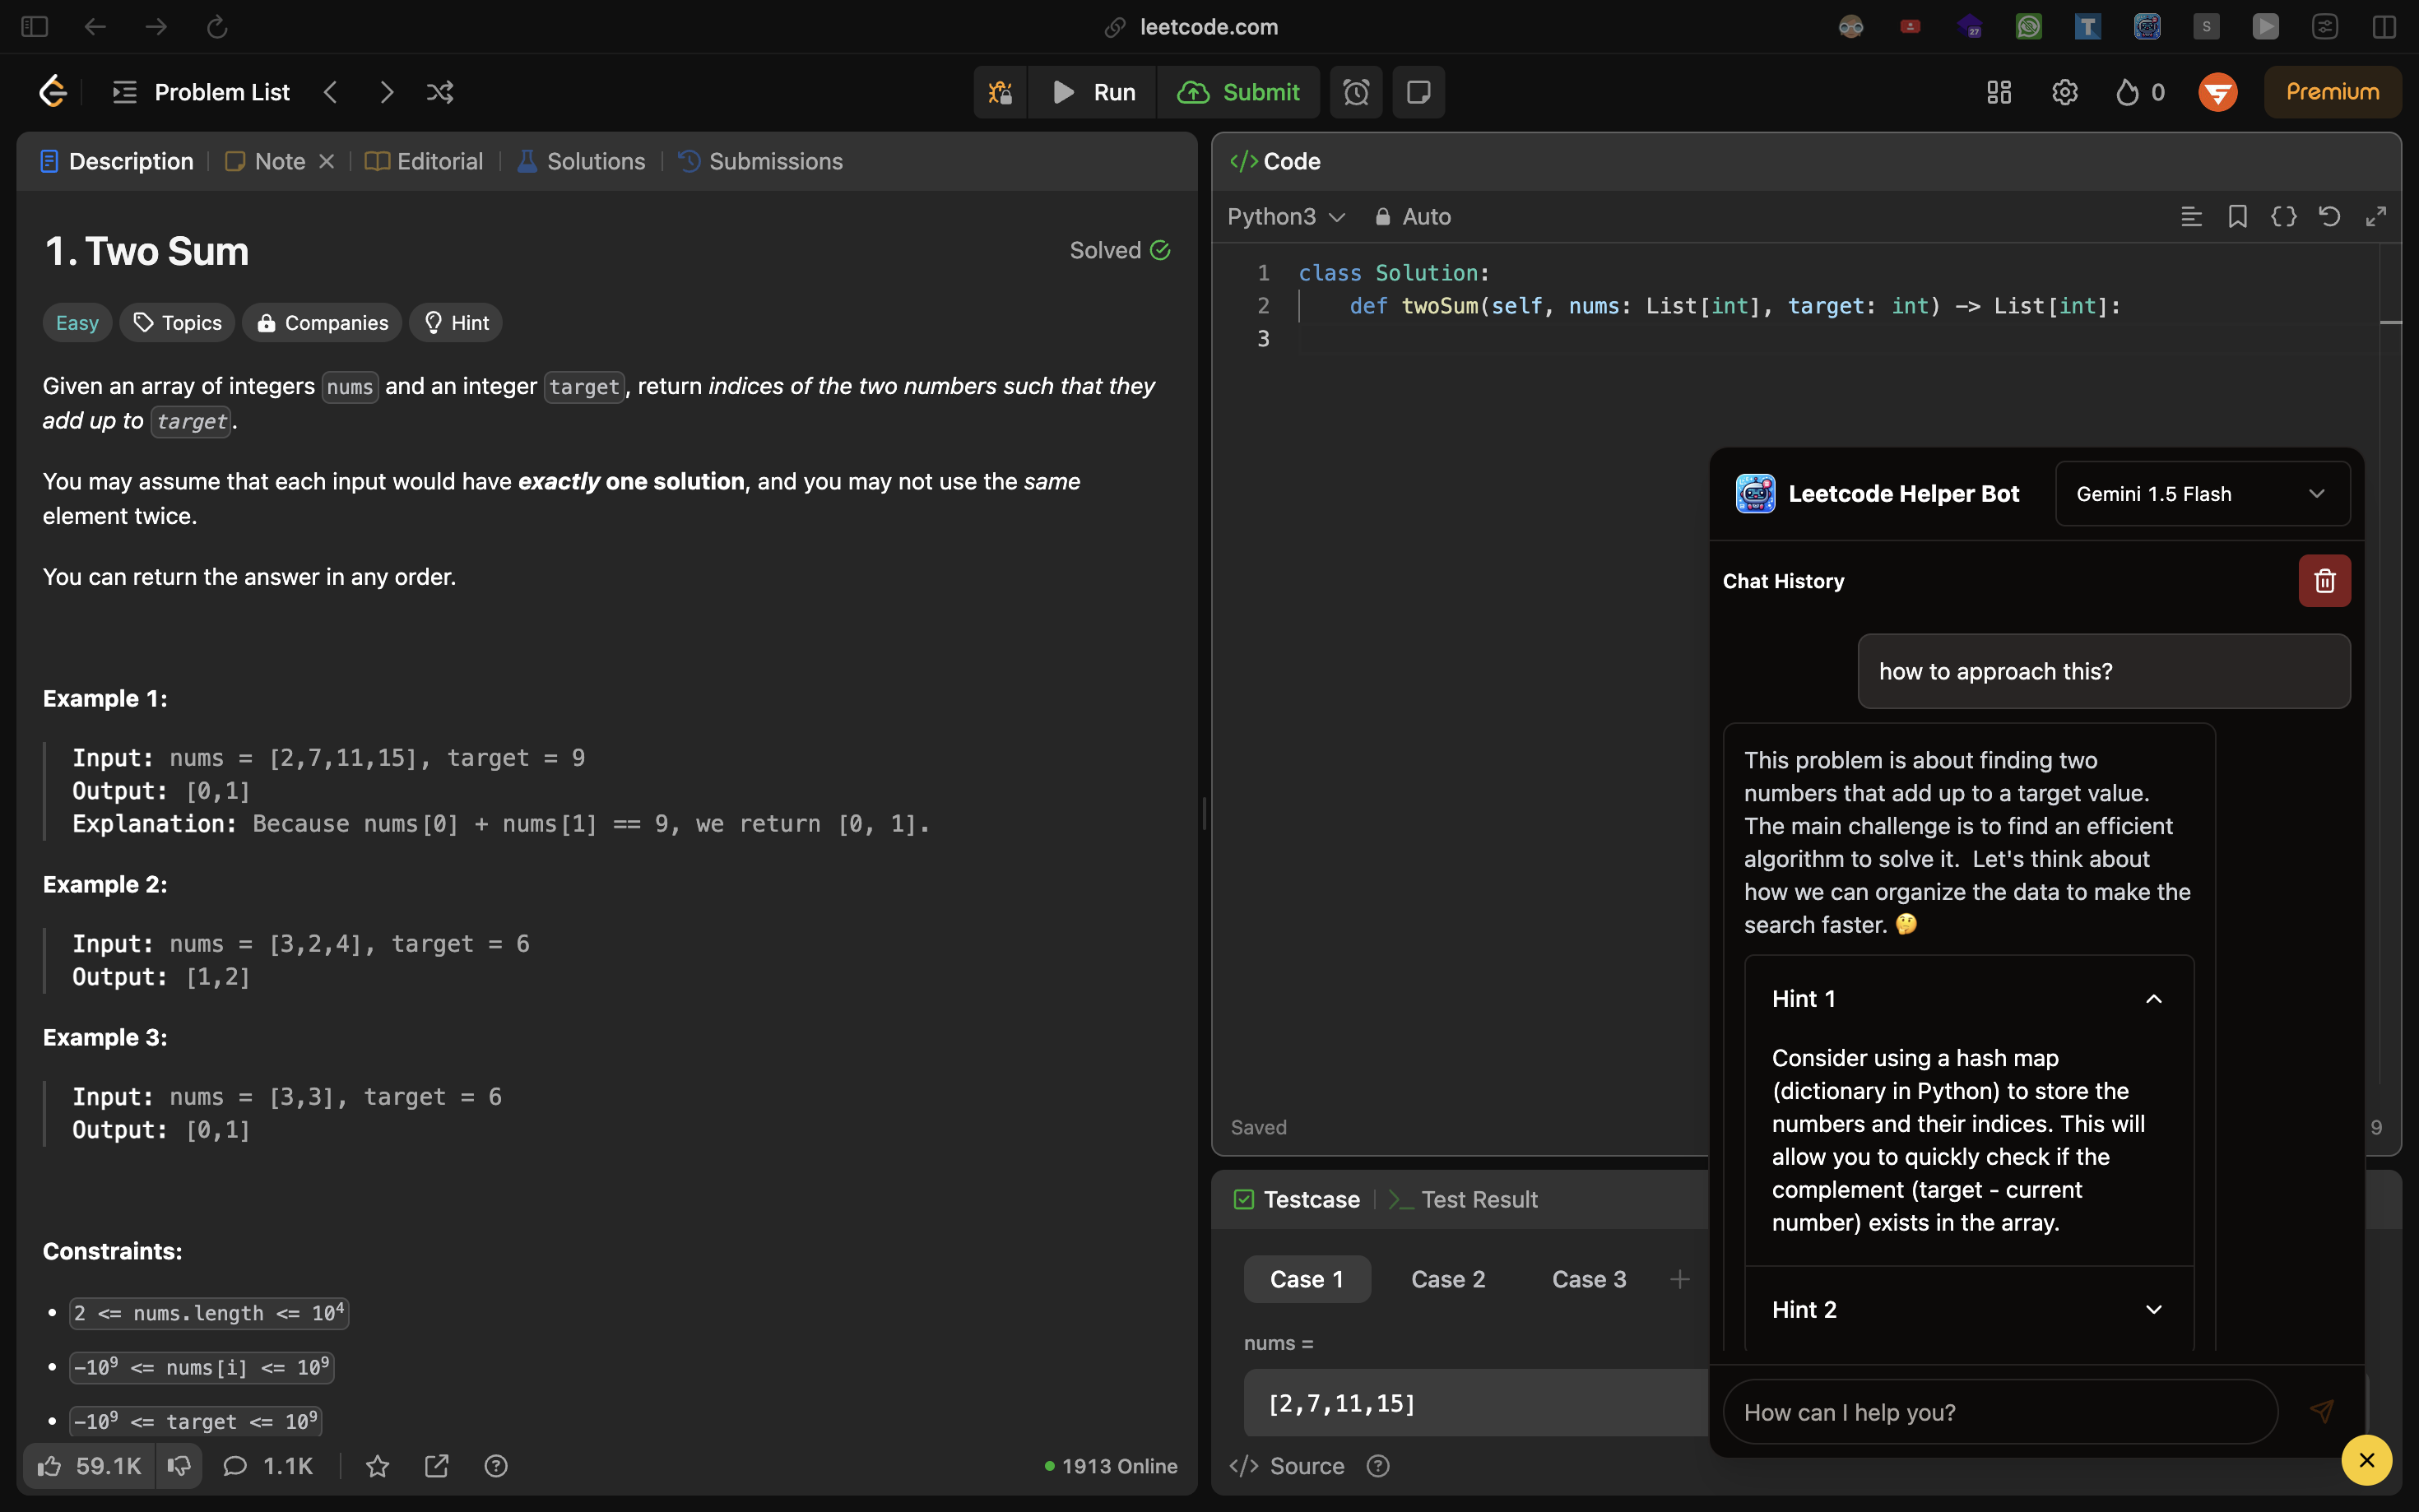 leetcode.com
27
T
S
Problem List
Run
Submit
0
Premium
Description
Note
Editorial
Solutions
Submissions
1. Two Sum
Solved
Easy
Topics
Companies
Hint
Given an array of integers nums and an integer target, return indices of the two numbers such that they
add up to target.
You may assume that each input would have exactly one solution, and you may not use the same
element twice.
You can return the answer in any order.
Example 1:
Input: nums = [2,7,11,15], target = 9
Output: [0,1]
Explanation: Because nums[0] + nums[1] == 9, we return [0, 1].
Example 2:
Input: nums = [3,2,4], target = 6
Output: [1,2]
Example 3:
Input: nums = [3,3], target = 6
Output: [0,1]
Constraints:
• 2 <= nums.length <= 10⁴
• -10⁹ <= nums[i] <= 10⁹
• -10⁹ <= target <= 10⁹
59.1K
1.1K
1913 Online
</> Code
Python3
Auto
1 class Solution:
2 def twoSum(self, nums: List[int], target: int) -> List[int]:
3
Saved
9
Testcase
>_ Test Result
Case 1
Case 2
Case 3
+
nums =
[2,7,11,15]
</> Source
Leetcode Helper Bot
Gemini 1.5 Flash
Chat History
how to approach this?
This problem is about finding two
numbers that add up to a target value.
The main challenge is to find an efficient
algorithm to solve it. Let's think about
how we can organize the data to make the
search faster. 🤔
Hint 1
Consider using a hash map
(dictionary in Python) to store the
numbers and their indices. This will
allow you to quickly check if the
complement (target - current
number) exists in the array.
Hint 2
How can I help you?